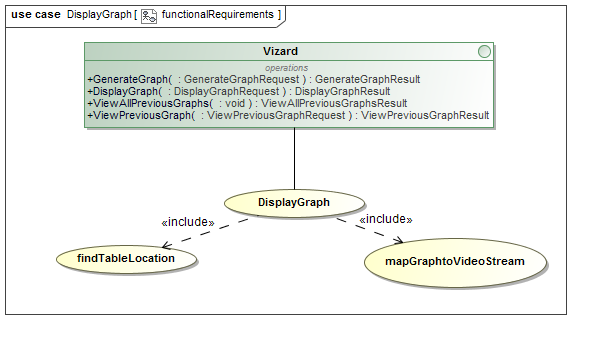 use case DisplayGraph [ functionalRequirements ]
Vizard
operations
+GenerateGraph( : GenerateGraphRequest ) : GenerateGraphResult
+DisplayGraph( : DisplayGraphRequest ) : DisplayGraphResult
+ViewAllPreviousGraphs( : void ) : ViewAllPreviousGraphsResult
+ViewPreviousGraph( : ViewPreviousGraphRequest ) : ViewPreviousGraphResult
DisplayGraph
«include»
«include»
findTableLocation
mapGraphtoVideoStream